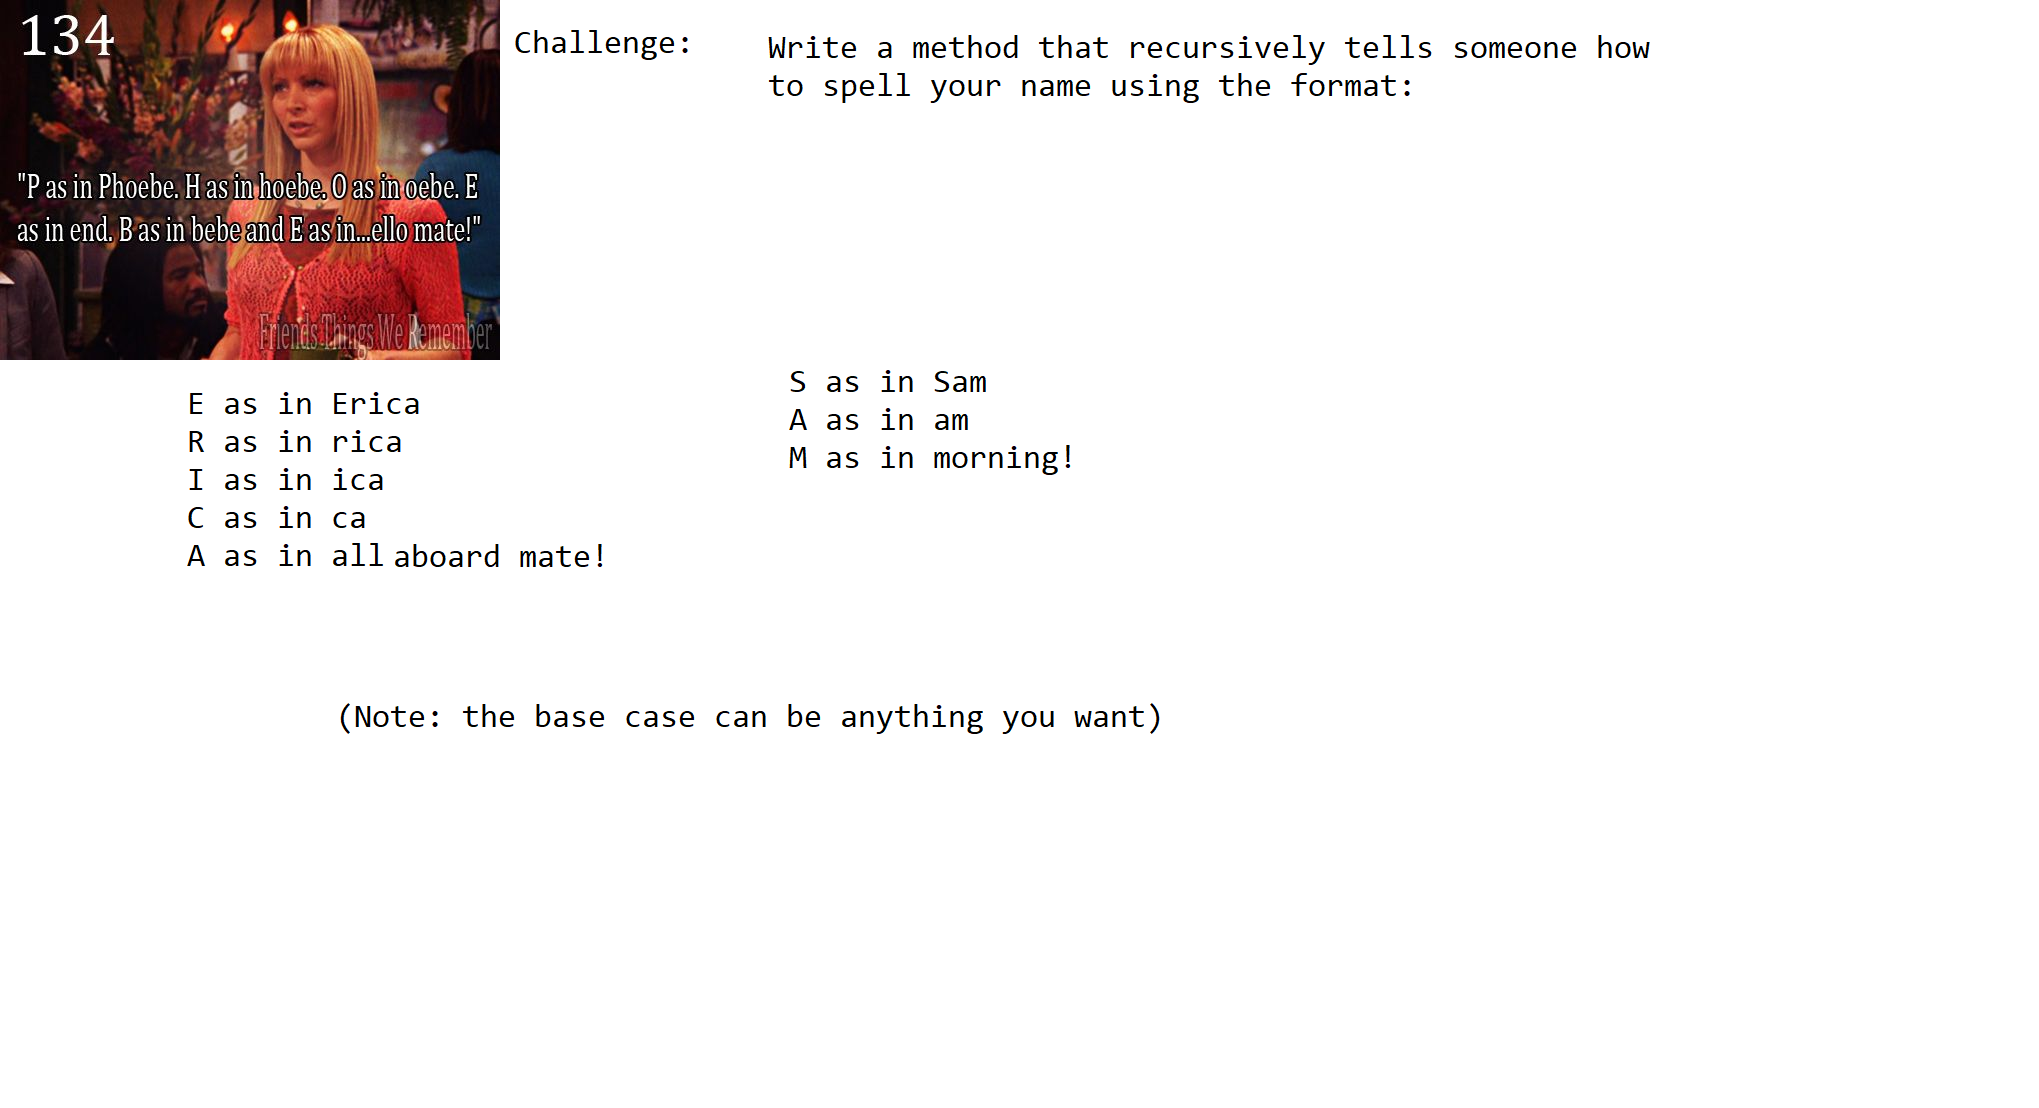 134
"P as in Phoebe. H as in hoebe. O as in oebe. E
as in end. B as in bebe and E as in...ello mate!"
Friends Things We Remember
Challenge:
Write a method that recursively tells someone how
to spell your name using the format:
E as in Erica
R as in rica
I as in ica
C as in ca
A as in all aboard mate!
S as in Sam
A as in am
M as in morning!
(Note: the base case can be anything you want)